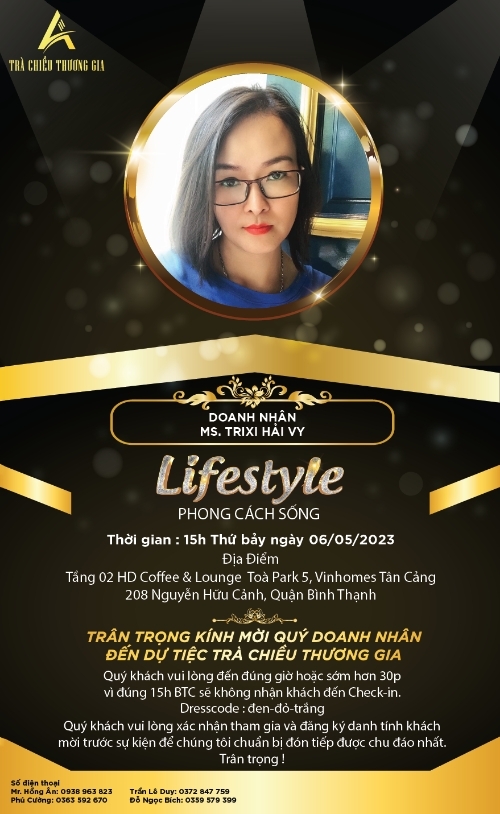 TRÀ CHIỀU THƯƠNG GIA
DOANH NHÂN
MS. TRIXI HẢI VY
Lifestyle
PHONG CÁCH SỐNG
Thời gian : 15h Thứ bảy ngày 06/05/2023
Địa Điểm
Tầng 02 HD Coffee & Lounge Toà Park 5, Vinhomes Tân Cảng
208 Nguyễn Hữu Cảnh, Quận Bình Thạnh
TRÂN TRỌNG KÍNH MỜI QUÝ DOANH NHÂN
ĐẾN DỰ TIỆC TRÀ CHIỀU THƯƠNG GIA
Quý khách vui lòng đến đúng giờ hoặc sớm hơn 30p
vì đúng 15h BTC sẽ không nhận khách đến Check-in.
Dresscode : đen-đỏ-trắng
Quý khách vui lòng xác nhận tham gia và đăng ký danh tính khách
mời trước sự kiện để chúng tôi chuẩn bị đón tiếp được chu đáo nhất.
Trân trọng !
Số điện thoại
Mr. Hồng Ân: 0938 963 823 Trần Lê Duy: 0372 847 759
Phú Cường: 0363 592 670 Đỗ Ngọc Bích: 0359 579 399